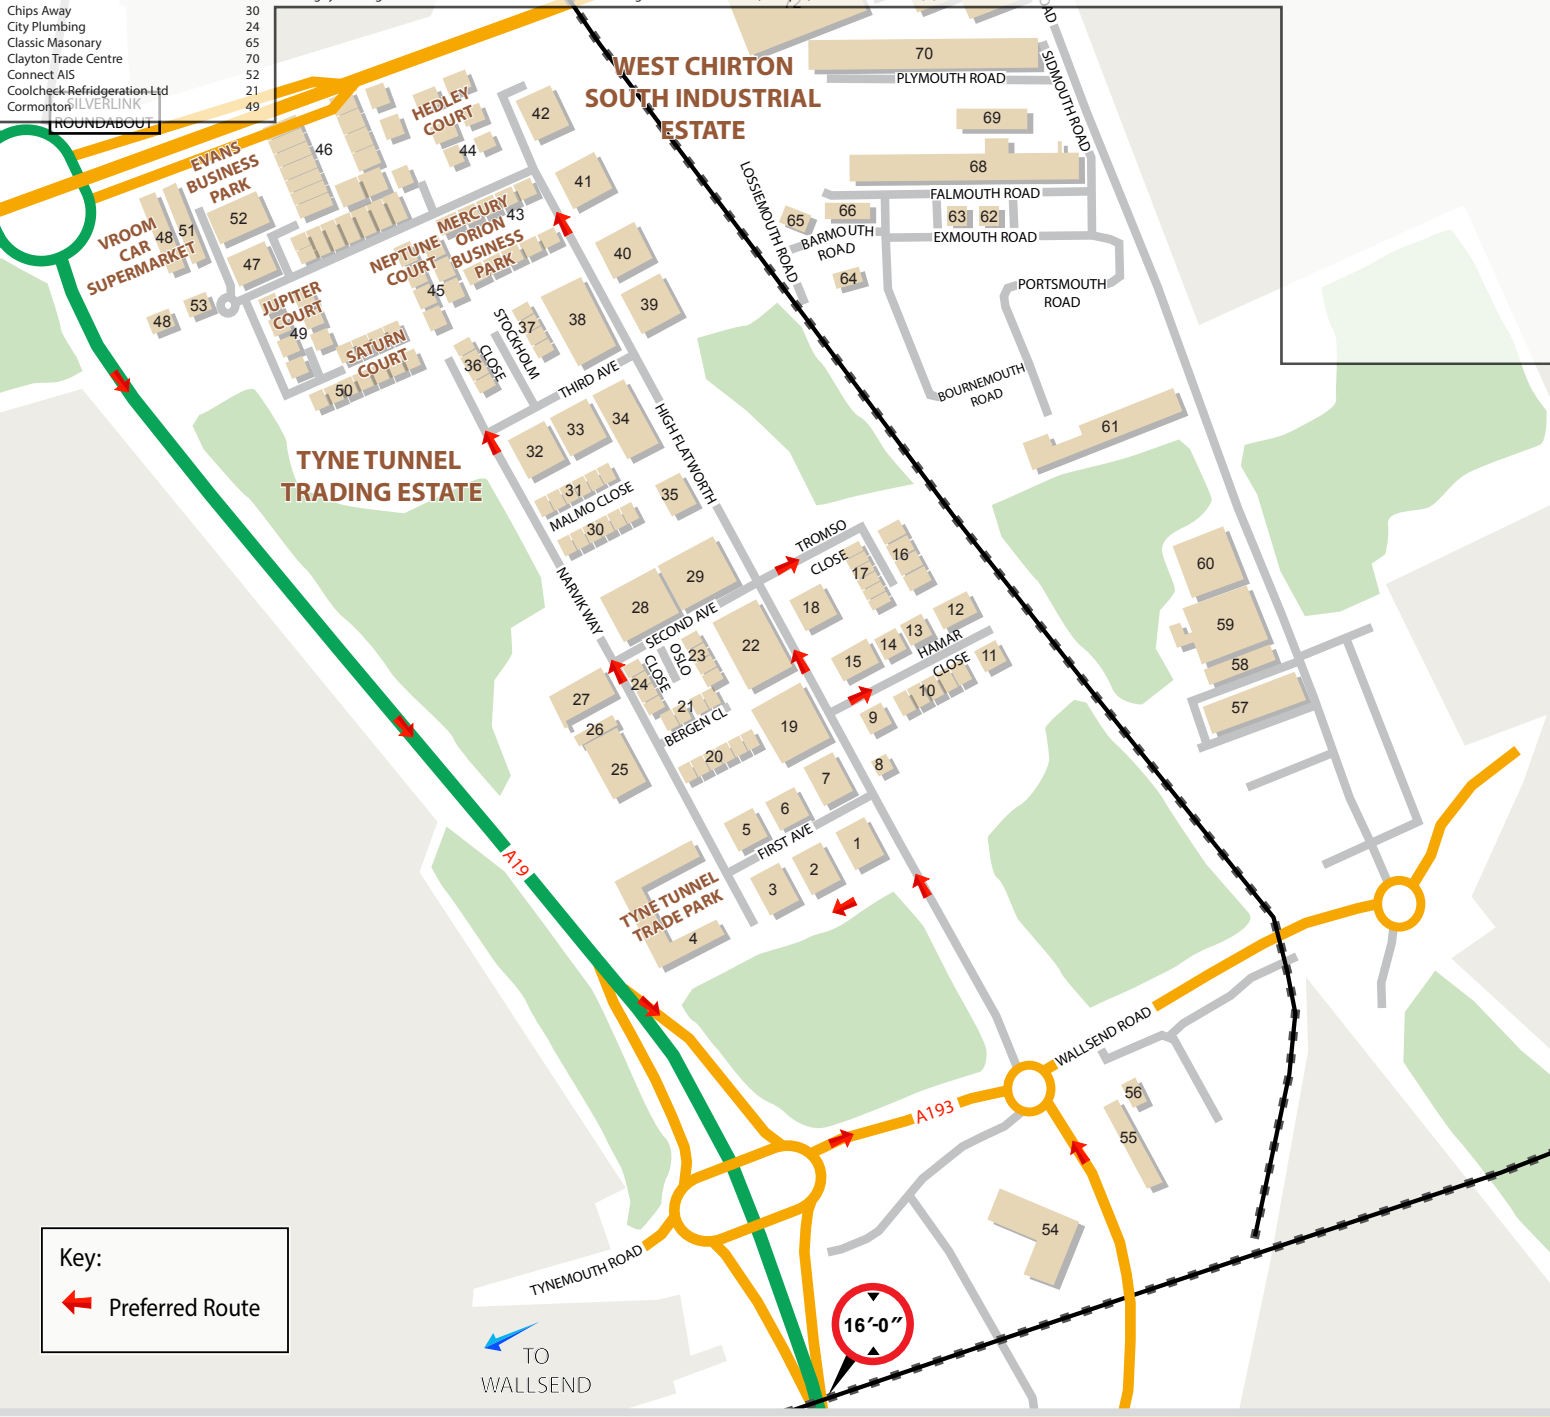 Chips Away 30
City Plumbing 24
Classic Masonary 65
Clayton Trade Centre 70
Connect AIS 52
Coolcheck Refridgeration Ltd 21
Cormonton 49
SILVERLINK
ROUNDABOUT
WEST CHIRTON
SOUTH INDUSTRIAL
ESTATE
72
70
PLYMOUTH ROAD
SIDMOUTH ROAD
69
68
FALMOUTH ROAD
66
65
63
62
BARMOUTH
ROAD
EXMOUTH ROAD
LOSSIEMOUTH ROAD
64
PORTSMOUTH
ROAD
BOURNEMOUTH
ROAD
61
HEDLEY
COURT
42
46
44
EVANS
BUSINESS
PARK
41
52
43
MERCURY
ORION
BUSINESS
PARK
NEPTUNE
COURT
VROOM
CAR
SUPERMARKET
48
51
47
40
45
39
53
48
JUPITER
COURT
49
38
37
STOCKHOLM
CLOSE
36
SATURN
COURT
50
THIRD AVE
HIGH FLATWORTH
34
33
32
TYNE TUNNEL
TRADING ESTATE
31
MALMO CLOSE
35
30
TROMSO
CLOSE
16
17
29
28
NARVIK WAY
SECOND AVE
18
12
13
14
15
HAMAR
CLOSE
11
10
9
22
23
OSLO
CLOSE
24
27
21
BERGEN CL
19
26
25
20
7
8
6
5
FIRST AVE
1
2
3
TYNE TUNNEL
TRADE PARK
4
60
59
58
57
A19
WALLSEND ROAD
A193
56
55
54
TYNEMOUTH ROAD
Key:
Preferred Route
16′-0″
TO
WALLSEND